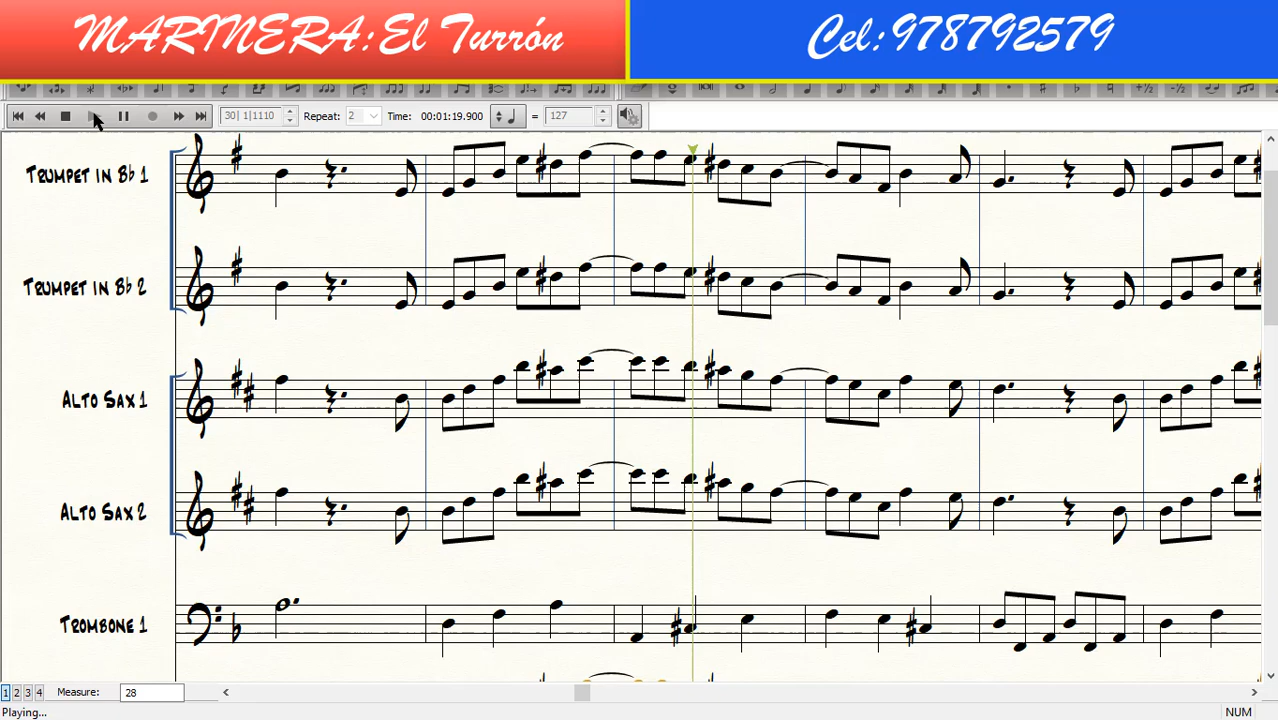 MARINERA: El Turrón
Cel: 978792579
30| 1|1110 Repeat: 2 Time: 00:01:19.900 = 127
TRUMPET IN B♭ 1
TRUMPET IN B♭ 2
ALTO SAX 1
ALTO SAX 2
TROMBONE 1
1 2 3 4 Measure: 28
Playing... NUM